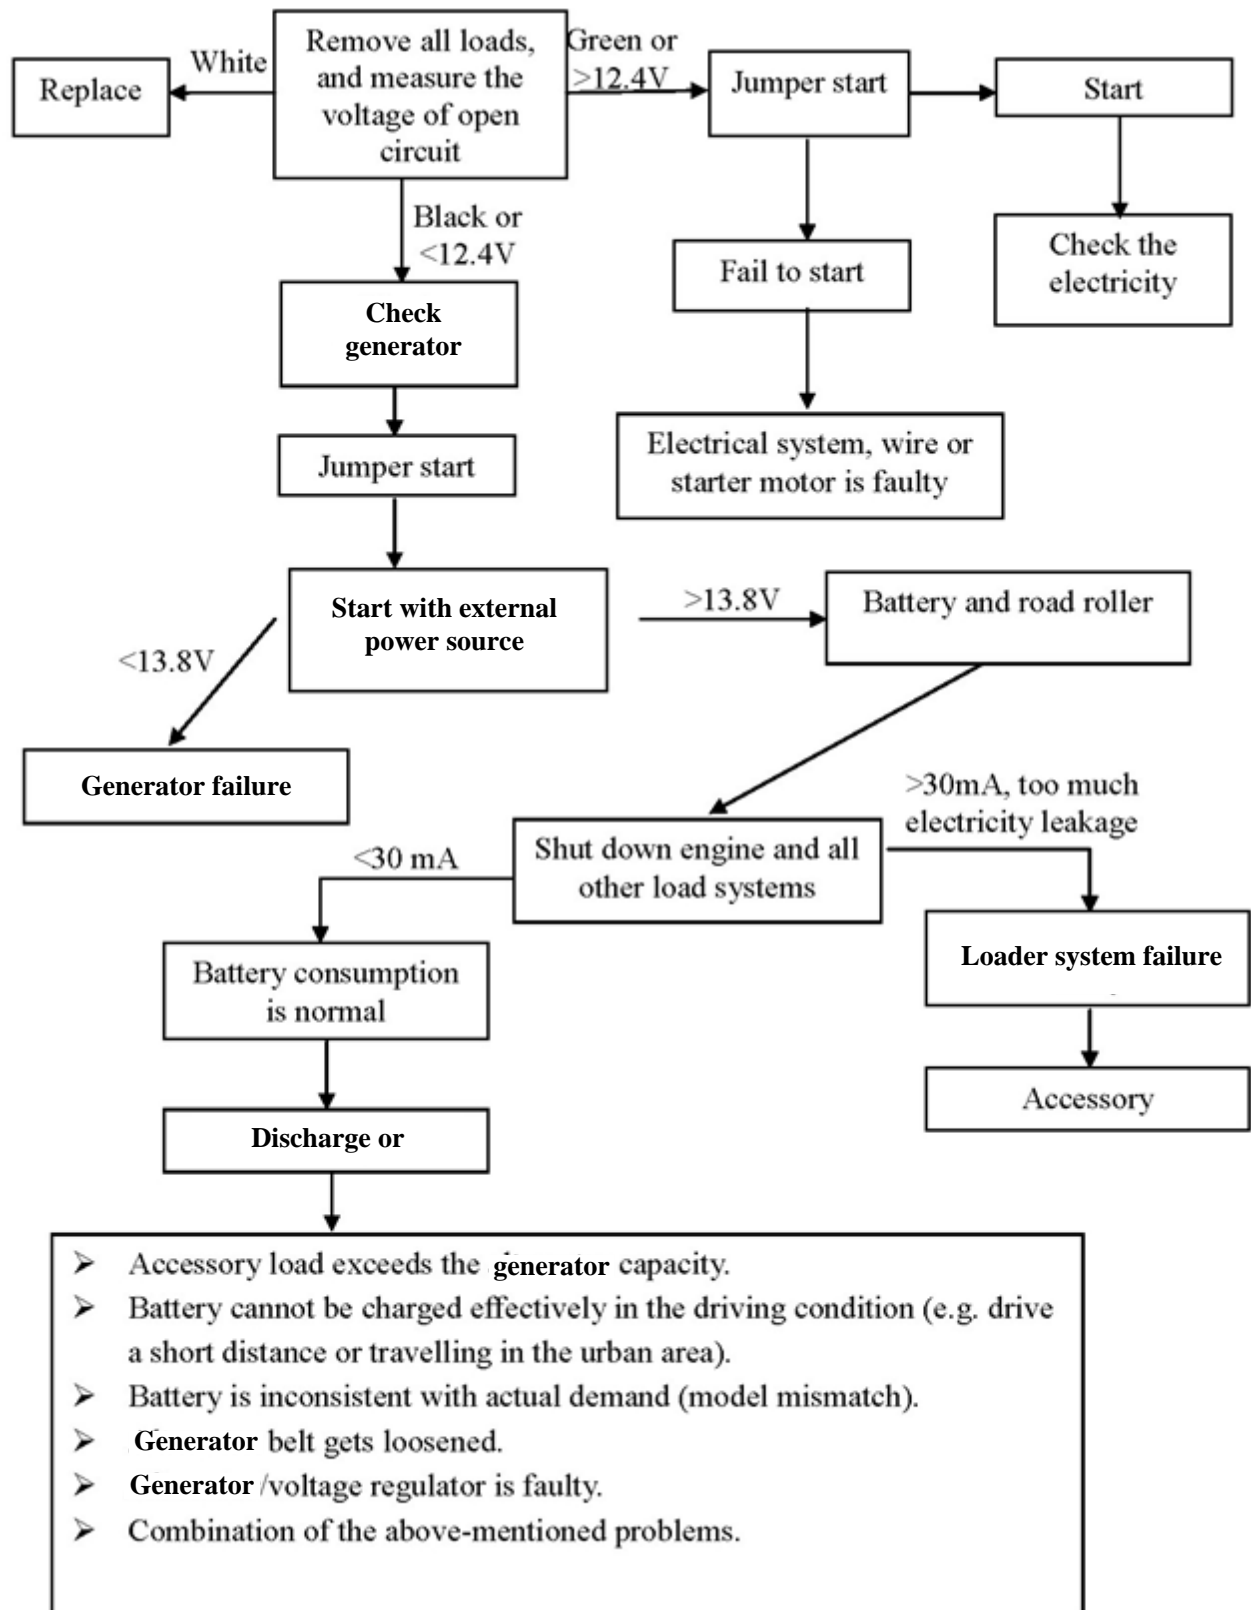 White
Replace
Remove all loads,
and measure the
voltage of open
circuit
Green or
>12.4V
Jumper start
Start
Black or
<12.4V
Fail to start
Check the
electricity
Check
generator
Electrical system, wire or
starter motor is faulty
Jumper start
Start with external
power source
>13.8V
Battery and road roller
<13.8V
Generator failure
>30mA, too much
electricity leakage
<30 mA
Shut down engine and all
other load systems
Loader system failure
Battery consumption
is normal
Accessory
Discharge or
➢ Accessory load exceeds the generator capacity.
➢ Battery cannot be charged effectively in the driving condition (e.g. drive
a short distance or travelling in the urban area).
➢ Battery is inconsistent with actual demand (model mismatch).
➢ Generator belt gets loosened.
➢ Generator /voltage regulator is faulty.
➢ Combination of the above-mentioned problems.